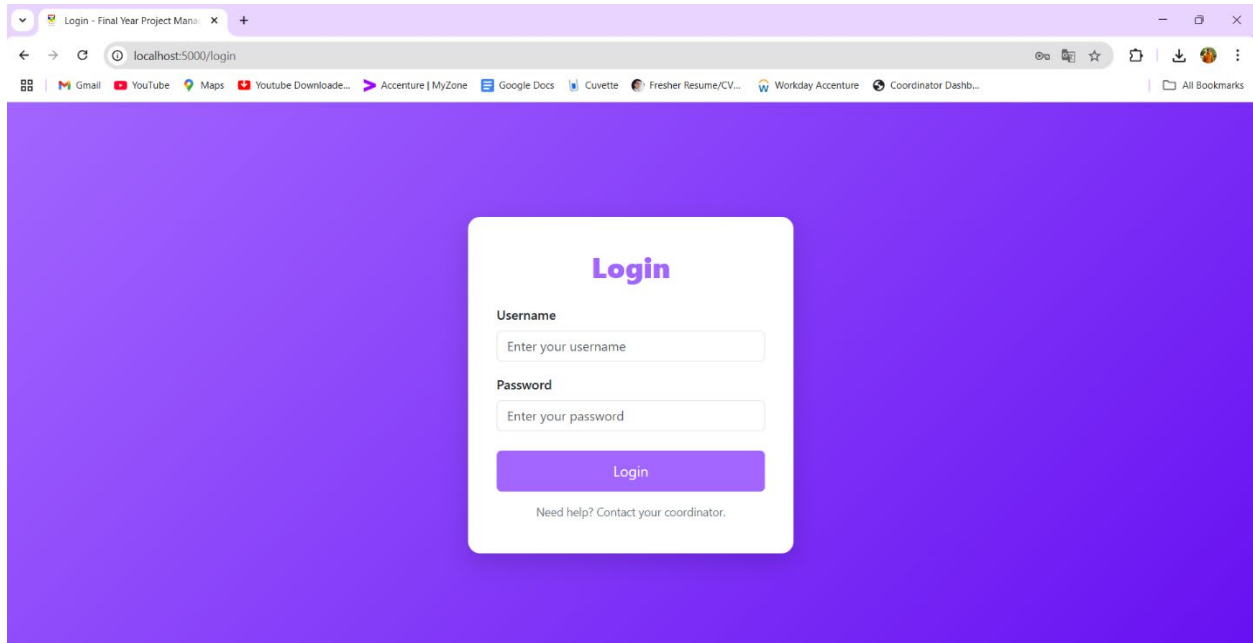 Login - Final Year Project Mana
localhost:5000/login
Gmail YouTube Maps Youtube Downloade... Accenture | MyZone Google Docs Cuvette Fresher Resume/CV... Workday Accenture Coordinator Dashb... All Bookmarks
Login
Username
Enter your username
Password
Enter your password
Login
Need help? Contact your coordinator.